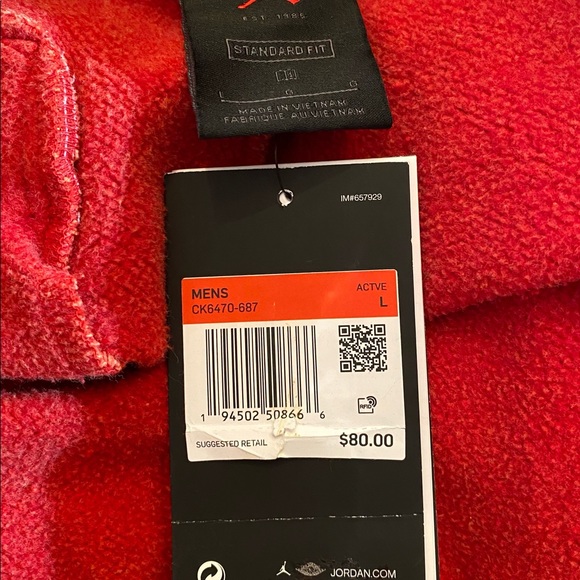 EST. 1985
STANDARD FIT
L G G
MADE IN VIETNAM
FABRIQUÉ AU VIETNAM
IM#657929
MENS ACTVE
CK6470-687 L
RFID
1 94502 50866 6
SUGGESTED RETAIL $80.00
JORDAN.COM